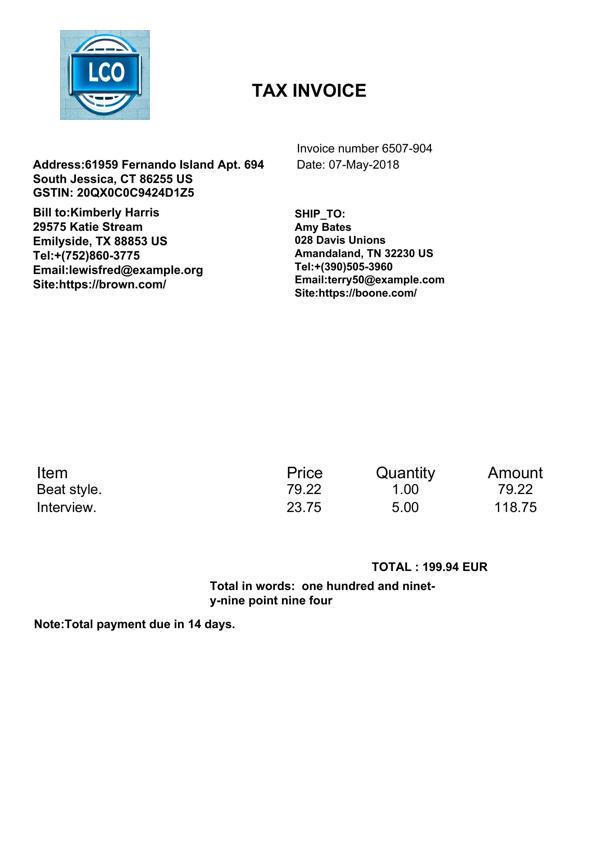 LCO
TAX INVOICE
Invoice number 6507-904
Date: 07-May-2018
Address:61959 Fernando Island Apt. 694
South Jessica, CT 86255 US
GSTIN: 20QX0C0C9424D1Z5
Bill to:Kimberly Harris
29575 Katie Stream
Emilyside, TX 88853 US
Tel:+(752)860-3775
Email:lewisfred@example.org
Site:https://brown.com/
SHIP_TO:
Amy Bates
028 Davis Unions
Amandaland, TN 32230 US
Tel:+(390)505-3960
Email:terry50@example.com
Site:https://boone.com/
Item Price Quantity Amount
Beat style. 79.22 1.00 79.22
Interview. 23.75 5.00 118.75
TOTAL : 199.94 EUR
Total in words: one hundred and ninet-
y-nine point nine four
Note:Total payment due in 14 days.